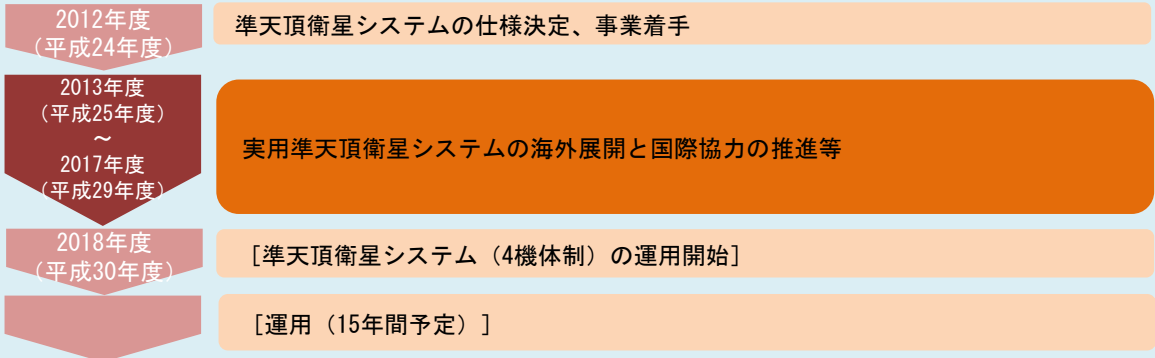 2012年度
（平成24年度）
準天頂衛星システムの仕様決定、事業着手
2013年度
（平成25年度）
～
2017年度
（平成29年度）
実用準天頂衛星システムの海外展開と国際協力の推進等
2018年度
（平成30年度）
［準天頂衛星システム（4機体制）の運用開始］
［運用（15年間予定）］